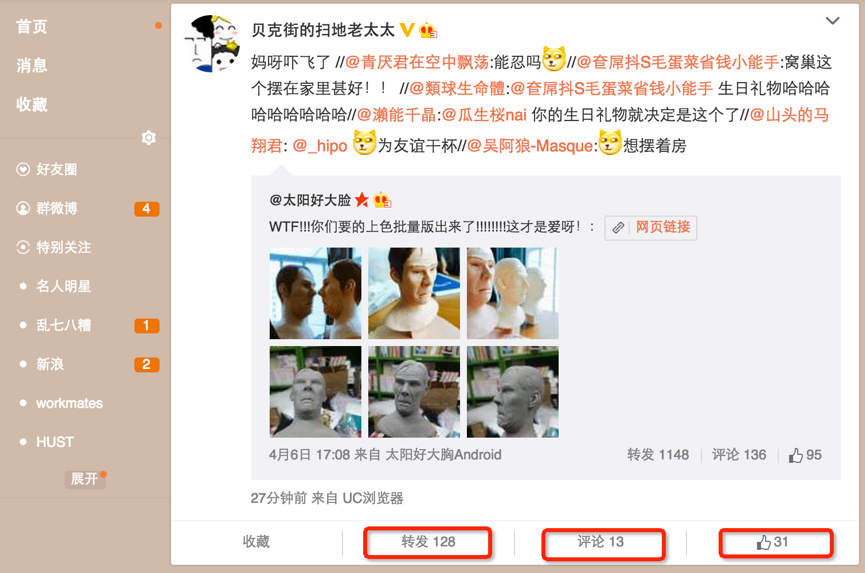 首页
消息
收藏
好友圈
群微博 4
特别关注
名人明星
乱七八糟 1
新浪 2
workmates
HUST
展开
贝克街的扫地老太太
妈呀吓飞了 //@青厌君在空中飘荡:能忍吗//@杳屌抖S毛蛋菜省钱小能手:窝巢这
个摆在家里甚好！！ //@類球生命體:@杳屌抖S毛蛋菜省钱小能手 生日礼物哈哈哈
哈哈哈哈哈哈//@濑能千晶:@瓜生桜nai 你的生日礼物就决定是这个了//@山头的马
翔君: @_hipo 为友谊干杯//@吴阿狼-Masque:想摆着房
@太阳好大脸
WTF!!!你们要的上色批量版出来了!!!!!!!!这才是爱呀！： 网页链接
4月6日 17:08 来自 太阳好大胸Android 转发 1148 评论 136 95
27分钟前 来自 UC浏览器
收藏 转发 128 评论 13 31